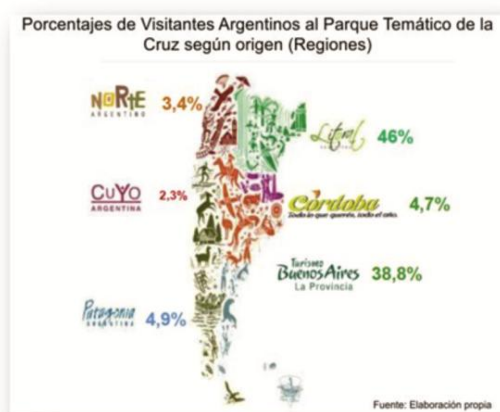 Porcentajes de Visitantes Argentinos al Parque Temático de la
Cruz según origen (Regiones)
NORTE
ARGENTINO
3,4%
Litoral
46%
CUYO
ARGENTINA
2,3%
Córdoba
Todo lo que querés, todo el año.
4,7%
Turismo
Buenos Aires
La Provincia
38,8%
Patagonia
ARGENTINA
4,9%
Fuente: Elaboración propia